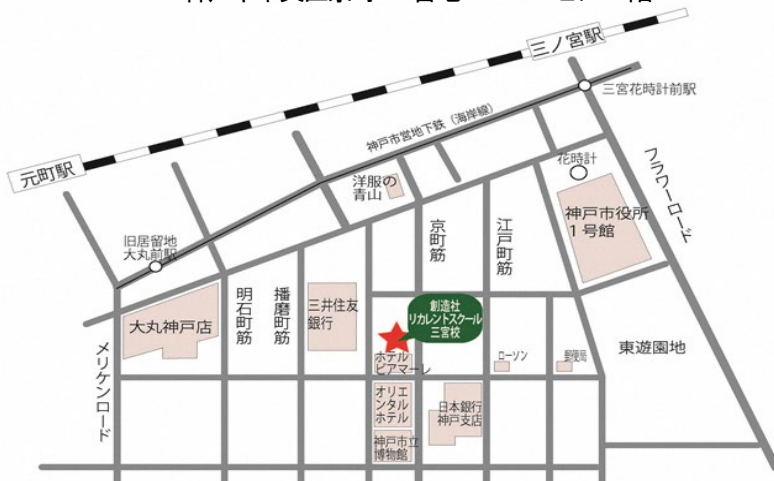 三ノ宮駅
三宮花時計前駅
神戸市営地下鉄(海岸線)
元町駅
花時計
フラワーロード
洋服の
青山
神戸市役所
1号館
旧居留地
大丸前駅
京町筋
江戸町筋
明石町筋
播磨町筋
三井住友
銀行
創造社
リカレントスクール
三宮校
大丸神戸店
メリケンロード
ホテル
ピアマーレ
ローソン
郵便局
東遊園地
オリエ
ンタル
ホテル
日本銀行
神戸支店
神戸市立
博物館